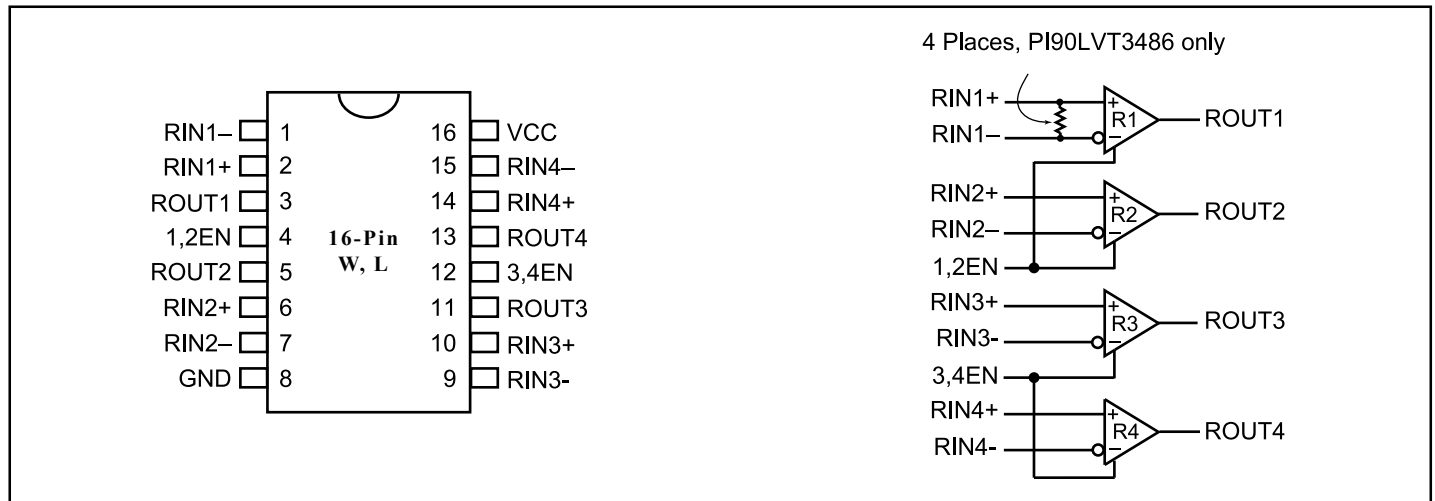 4 Places, PI90LVT3486 only
RIN1– 1 16 VCC
RIN1+ 2 15 RIN4–
ROUT1 3 14 RIN4+
1,2EN 4 16-Pin 13 ROUT4
ROUT2 5 W, L 12 3,4EN
RIN2+ 6 11 ROUT3
RIN2– 7 10 RIN3+
GND 8 9 RIN3-
RIN1+ +
R1 ROUT1
RIN1– –
RIN2+ +
R2 ROUT2
RIN2– –
1,2EN
RIN3+ +
R3 ROUT3
RIN3- –
3,4EN
RIN4+ +
R4 ROUT4
RIN4- –